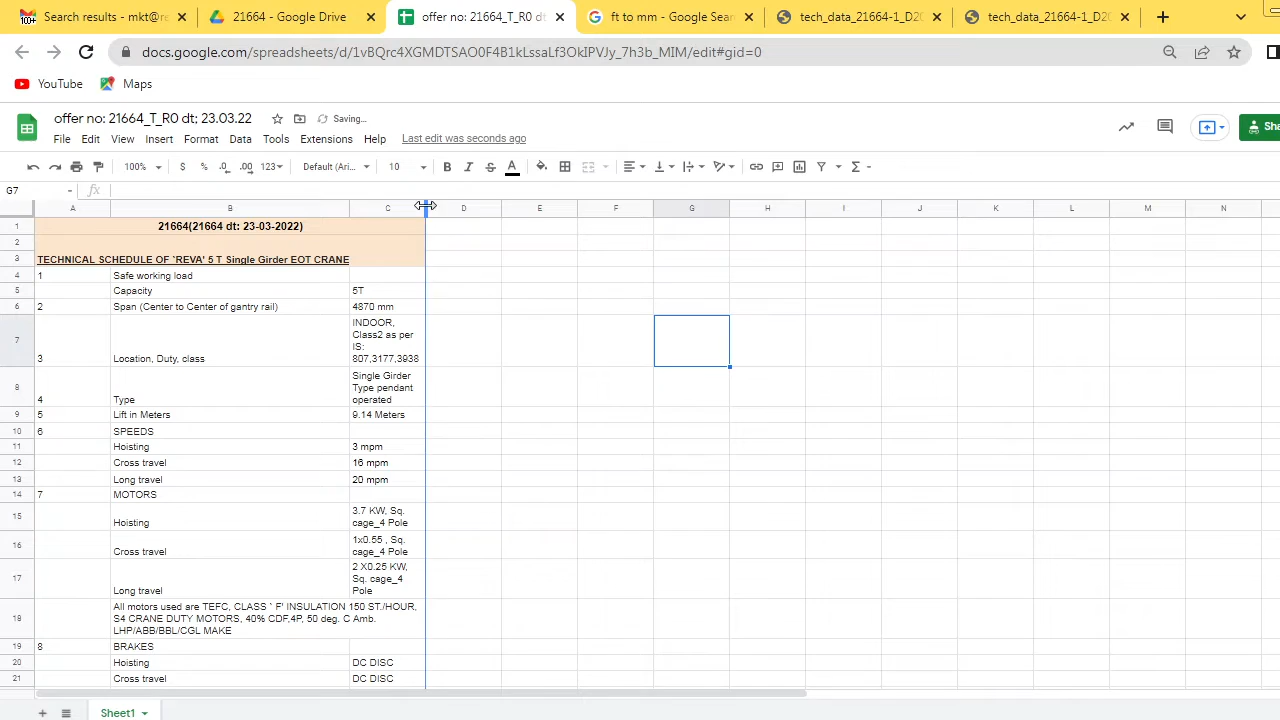 Search results - mkt@r
21664 - Google Drive
offer no: 21664_T_R0 dt
ft to mm - Google Sear
tech_data_21664-1_D20
tech_data_21664-1_D20
docs.google.com/spreadsheets/d/1vBQrc4XGMDTSAO0F4B1kLssaLf3OkIPVJy_7h3b_MIM/edit#gid=0
YouTube
Maps
offer no: 21664_T_R0 dt; 23.03.22
Saving...
File Edit View Insert Format Data Tools Extensions Help Last edit was seconds ago
Sha
100% $ % .0 .00 123 Default (Ari... 10 B I S A
G7 fx
A B C D E F G H I J K L M N
1 21664(21664 dt: 23-03-2022)
2
3 TECHNICAL SCHEDULE OF `REVA' 5 T Single Girder EOT CRANE
4 1 Safe working load
5 Capacity 5T
6 2 Span (Center to Center of gantry rail) 4870 mm
INDOOR,
Class2 as per
7 IS:
3 Location, Duty, class 807,3177,3938
Single Girder
8 Type pendant
4 Type operated
9 5 Lift in Meters 9.14 Meters
10 6 SPEEDS
11 Hoisting 3 mpm
12 Cross travel 16 mpm
13 Long travel 20 mpm
14 7 MOTORS
15 3.7 KW, Sq.
Hoisting cage_4 Pole
16 1x0.55 , Sq.
Cross travel cage_4 Pole
2 X0.25 KW,
17 Sq. cage_4
Long travel Pole
All motors used are TEFC, CLASS ` F' INSULATION 150 ST./HOUR,
18 S4 CRANE DUTY MOTORS, 40% CDF.4P, 50 deg. C Amb.
LHP/ABB/BBL/CGL MAKE
19 8 BRAKES
20 Hoisting DC DISC
21 Cross travel DC DISC
Sheet1